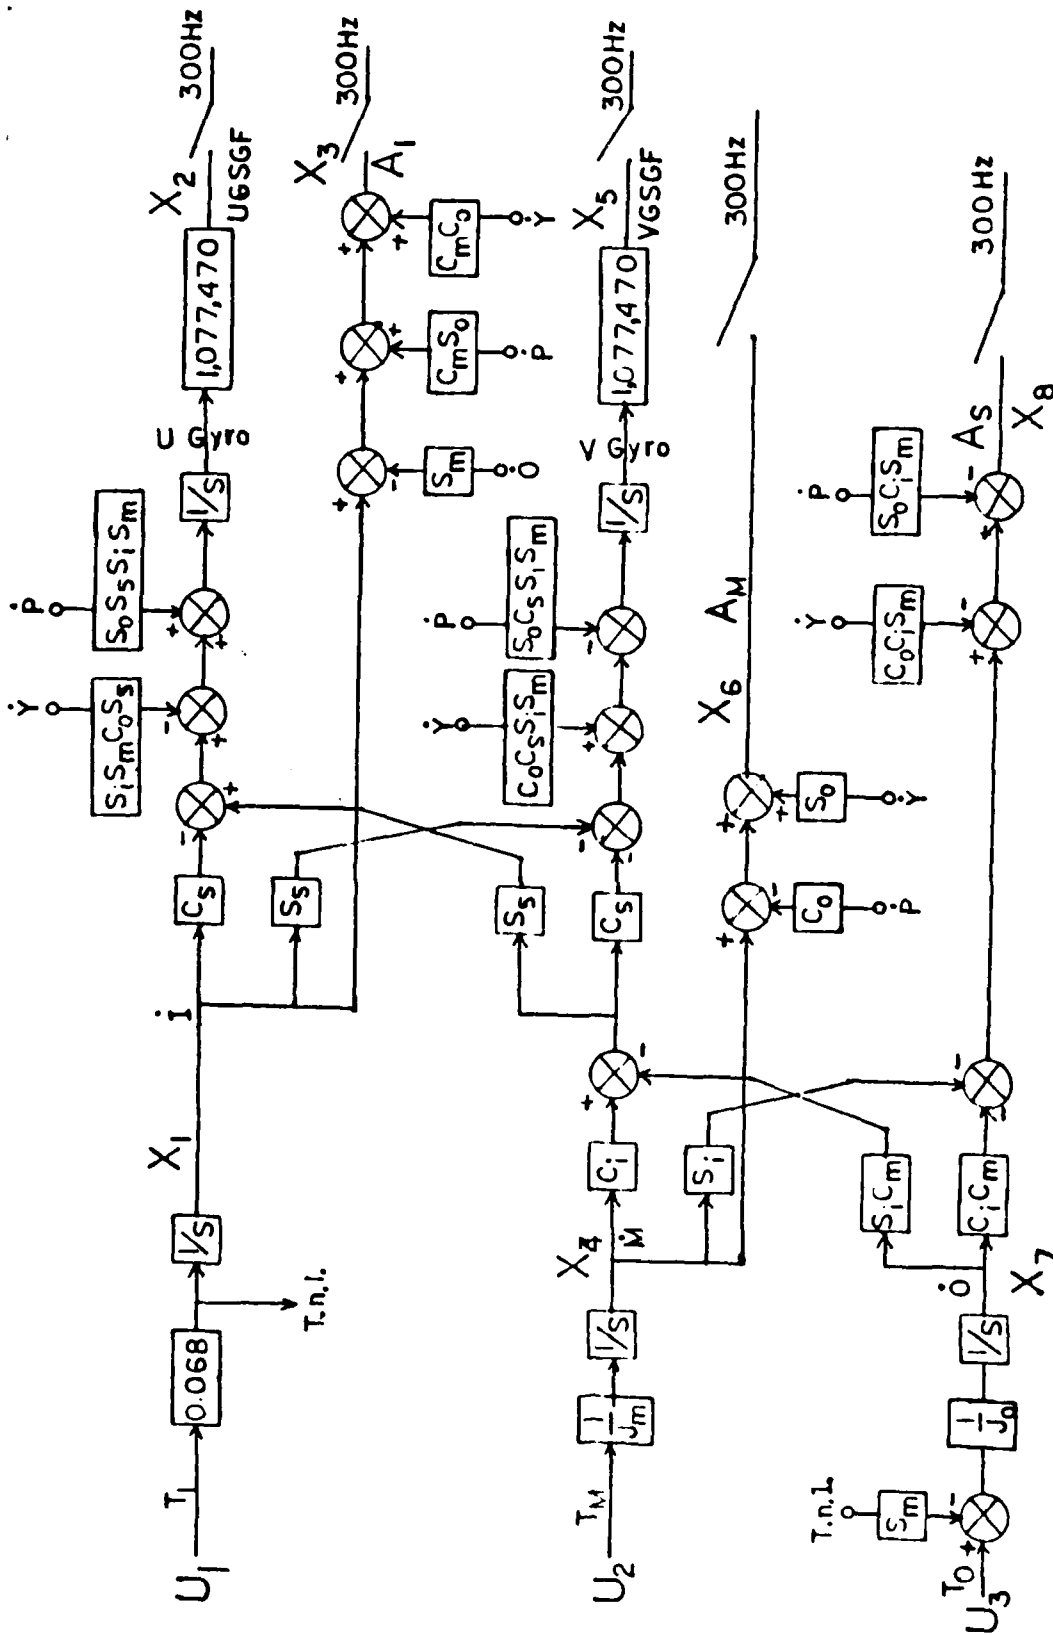 U1
T1
0.068
T.n.l.
1/S
X1
İ
Cs
Ss
Ẏ
SiSmCoSs
Ṗ
SoSsSiSm
1/S
U Gyro
1,077,470
X2
UGSGF
300Hz
Sm
Ȯ
CmSo
Ṗ
CmCo
Ẏ
X3
A1
300Hz
U2
TM
1/Jm
1/S
X4
Ṁ
Ci
Si
Ss
Cs
Ẏ
CoCsSiSm
Ṗ
SoCsSiSm
1/S
V Gyro
1,077,470
X5
VGSGF
300Hz
Co
Ṗ
So
Ẏ
X6
AM
300Hz
U3
TO
T.n.l.
Sm
1/Jo
1/S
Ȯ
X7
SiCm
CiCm
Ẏ
CoCiSm
Ṗ
SoCiSm
AS
X8
300Hz